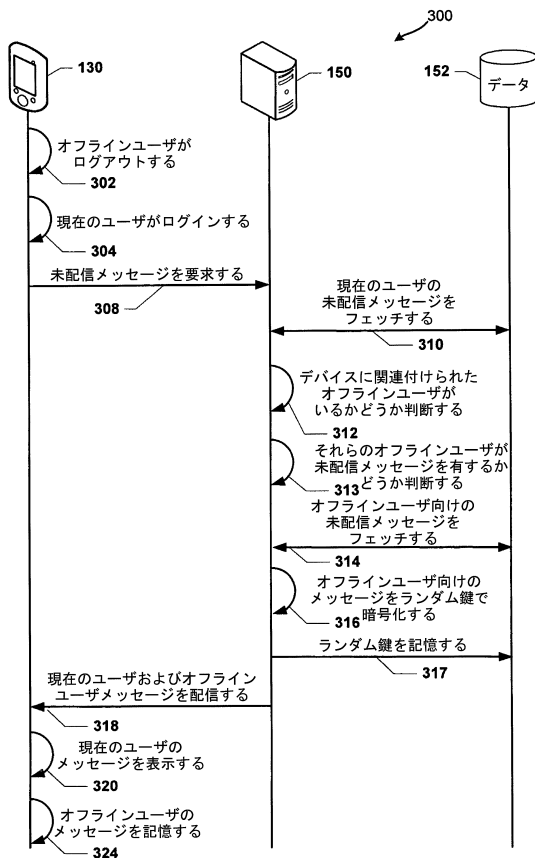 300
130
150
152
データ
オフラインユーザが
ログアウトする
302
現在のユーザがログインする
304
未配信メッセージを要求する
308
現在のユーザの
未配信メッセージを
フェッチする
310
デバイスに関連付けられた
オフラインユーザが
いるかどうか判断する
312
それらのオフラインユーザが
未配信メッセージを有するか
どうか判断する
313
オフラインユーザ向けの
未配信メッセージを
フェッチする
314
オフラインユーザ向けの
メッセージをランダム鍵で
暗号化する
316
ランダム鍵を記憶する
317
現在のユーザおよびオフライン
ユーザメッセージを配信する
318
現在のユーザの
メッセージを表示する
320
オフラインユーザの
メッセージを記憶する
324